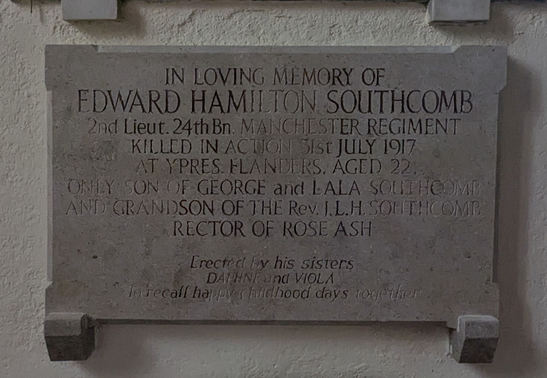 IN LOVING MEMORY OF
EDWARD HAMILTON SOUTHCOMB
2nd Lieut. 24th Bn. MANCHESTER REGIMENT
KILLED IN ACTION 31st JULY 1917
AT YPRES. FLANDERS. AGED 22.
ONLY SON OF GEORGE and LALA SOUTHCOMB
AND GRANDSON OF THE Rev. J.L.H. SOUTHCOMB
RECTOR OF ROSE ASH
Erected by his sisters
DAPHNE and VIOLA
In recall happy childhood days together